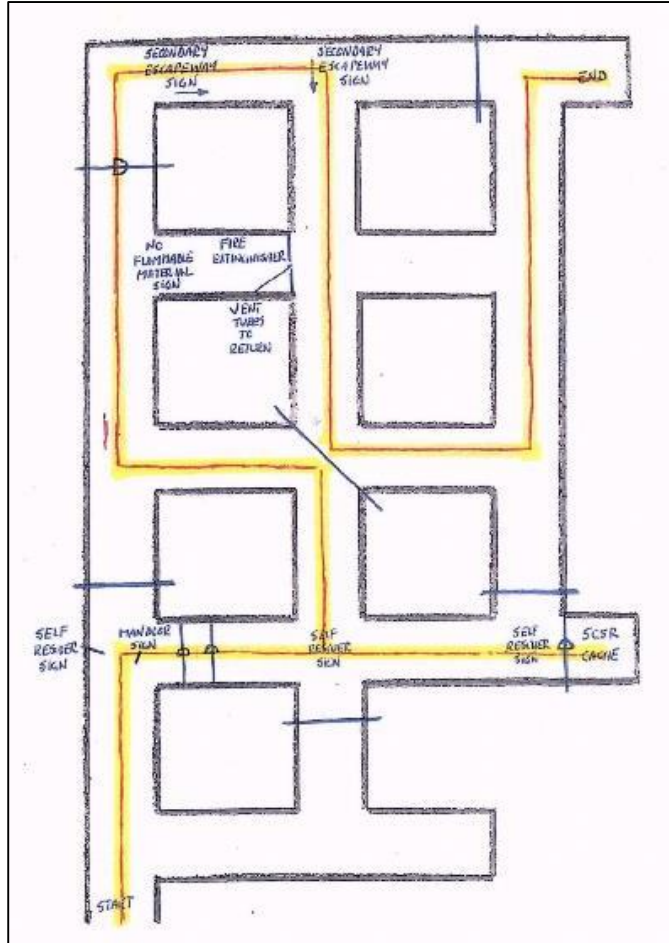 SECONDARY
ESCAPEWAY
SIGN
SECONDARY
ESCAPEWAY
SIGN
END
NO
FLAMMABLE
MATERIAL
SIGN
FIRE
EXTINGUISHER
VENT
TUBES
TO
RETURN
SELF
RESCUER
SIGN
MANDOOR
SIGN
SELF
RESCUER
SIGN
SELF
RESCUER
SIGN
SCSR
CACHE
START